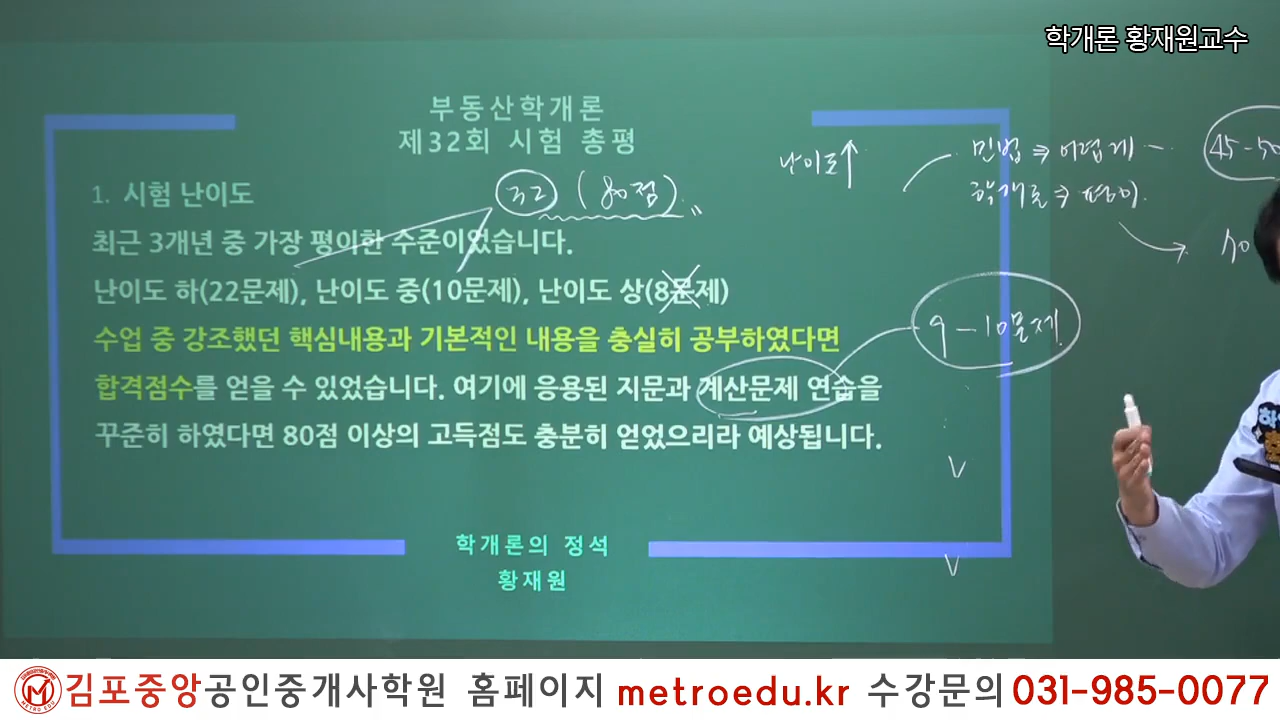 학개론 황재원교수
부동산학개론
제32회 시험 총평
난이도↑
민법 ⇒ 어렵게 -
45-50
학개론 ⇒ 평이.
1. 시험 난이도
32 (80점)
최근 3개년 중 가장 평이한 수준이었습니다.
난이도 하(22문제), 난이도 중(10문제), 난이도 상(8문제)
9-10문제
수업 중 강조했던 핵심내용과 기본적인 내용을 충실히 공부하였다면
합격점수를 얻을 수 있었습니다. 여기에 응용된 지문과 계산문제 연습을
꾸준히 하였다면 80점 이상의 고득점도 충분히 얻었으리라 예상됩니다.
V
V
학개론의 정석
황재원
METRO EDU
김포중앙공인중개사학원 홈페이지 metroedu.kr 수강문의 031-985-0077